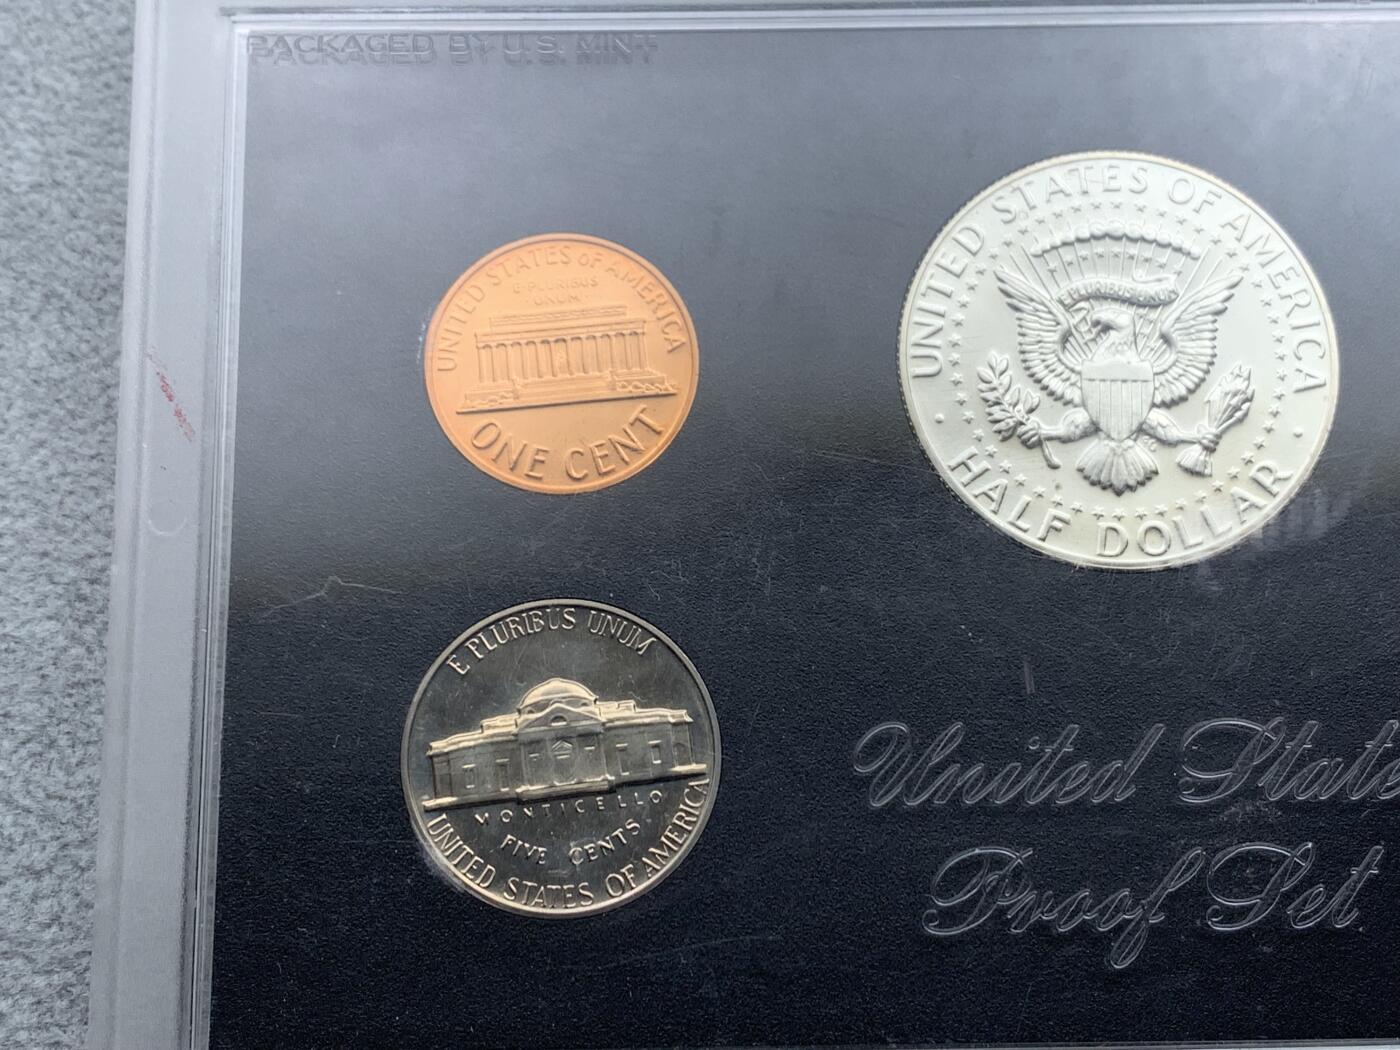 PACKAGED BY U.S. MINT
UNITED STATES OF AMERICA
E·PLURIBUS
UNUM
ONE CENT
UNITED STATES OF AMERICA
E PLURIBUS UNUM
HALF DOLLAR
E PLURIBUS UNUM
MONTICELLO
FIVE CENTS
UNITED STATES OF AMERICA
United State
Proof Set